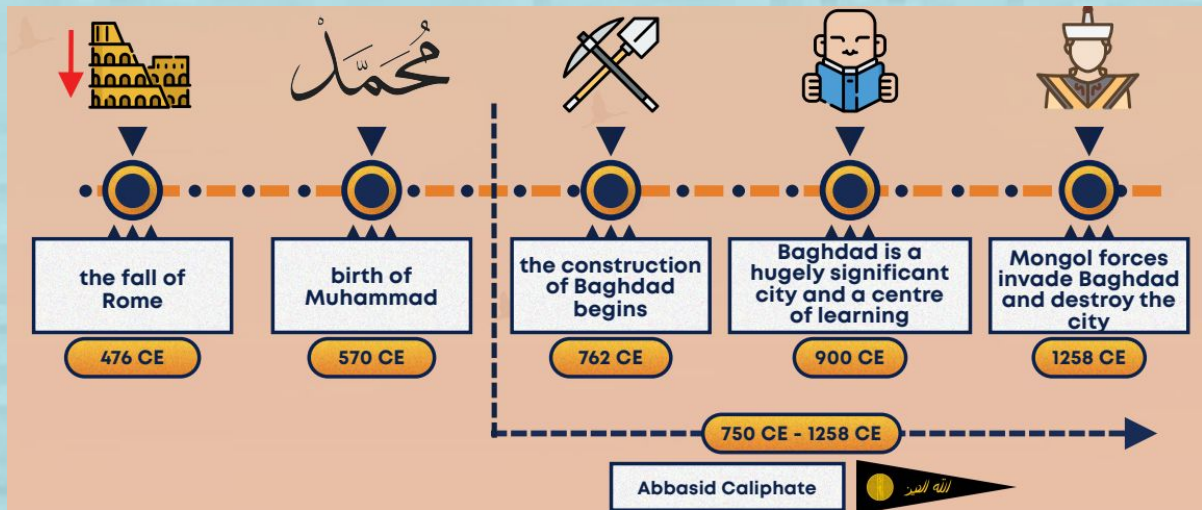 مُحَمَّدْ
the fall of
Rome
476 CE
birth of
Muhammad
570 CE
the construction
of Baghdad
begins
762 CE
Baghdad is a
hugely significant
city and a centre
of learning
900 CE
Mongol forces
invade Baghdad
and destroy the
city
1258 CE
750 CE - 1258 CE
Abbasid Caliphate